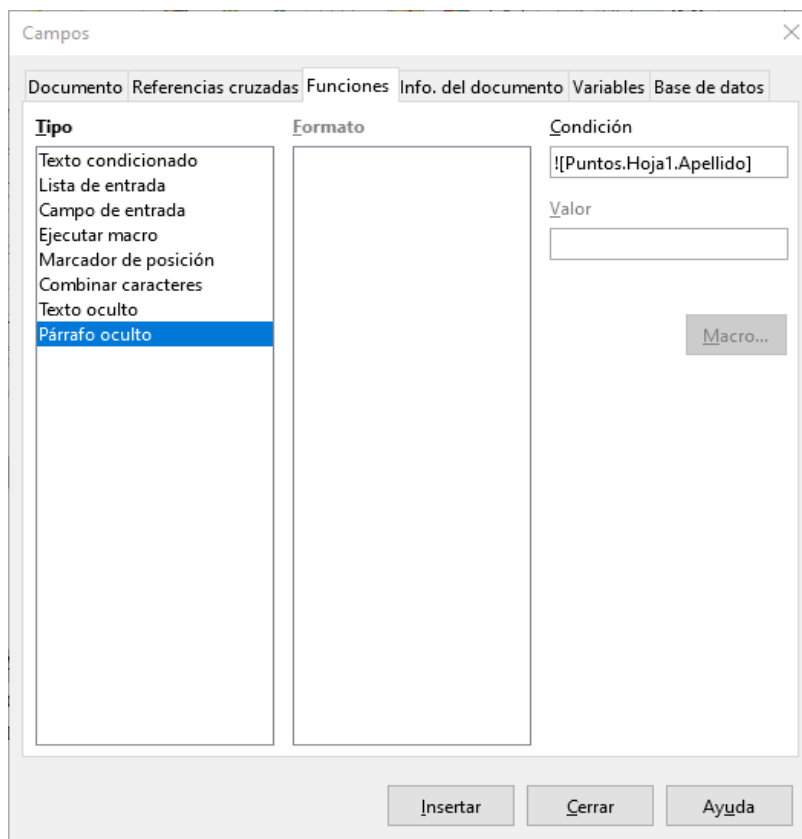 Campos
Documento Referencias cruzadas Funciones Info. del documento Variables Base de datos
Tipo
Texto condicionado
Lista de entrada
Campo de entrada
Ejecutar macro
Marcador de posición
Combinar caracteres
Texto oculto
Párrafo oculto
Formato
Condición
![Puntos.Hoja1.Apellido]
Valor
Macro...
Insertar Cerrar Ayuda